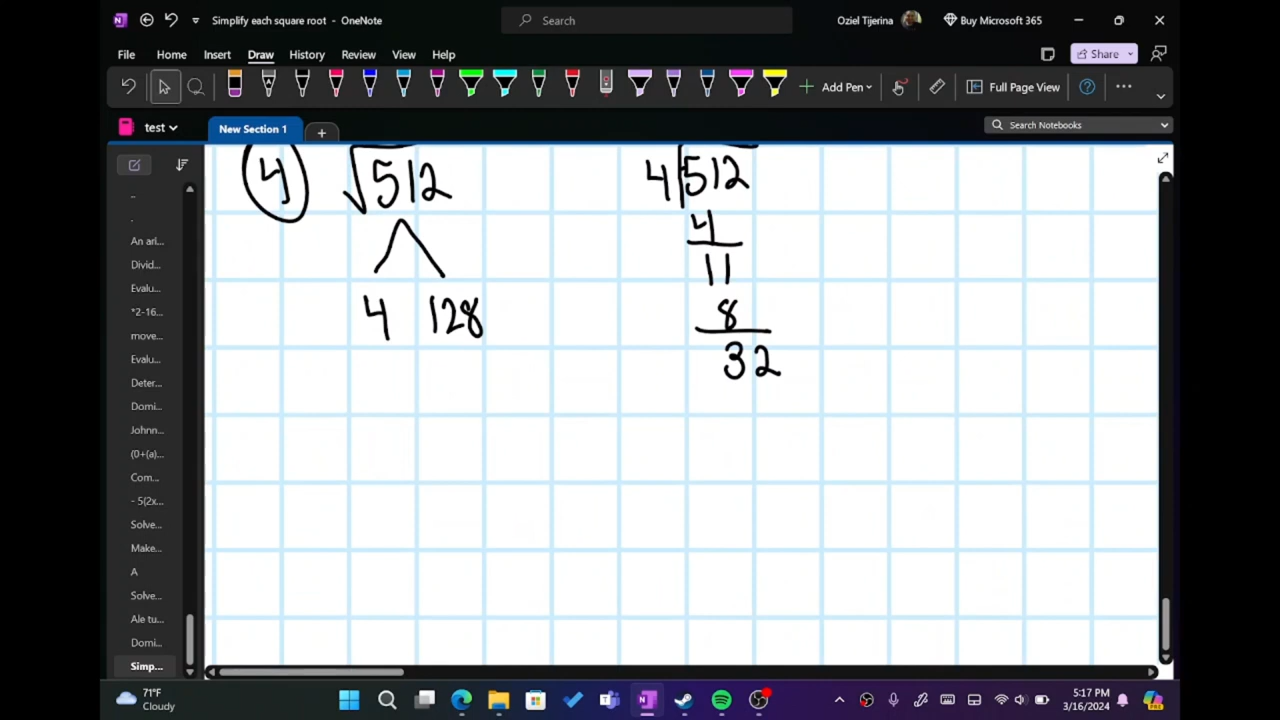 Simplify each square root - OneNote
Search
Oziel Tijerina
Buy Microsoft 365
File Home Insert Draw History Review View Help
Share
Add Pen
Full Page View
test
New Section 1
Search Notebooks
An ari...
Divid...
Evalu...
*2-16...
move...
Evalu...
Deter...
Domi...
Johnn...
(0+(a)...
Com...
- 5(2x...
Solve...
Make...
A
Solve...
Ale tu...
Domi...
Simp...
4 √512
4 128
4 512
4
11
8
32
71°F
Cloudy
5:17 PM
3/16/2024